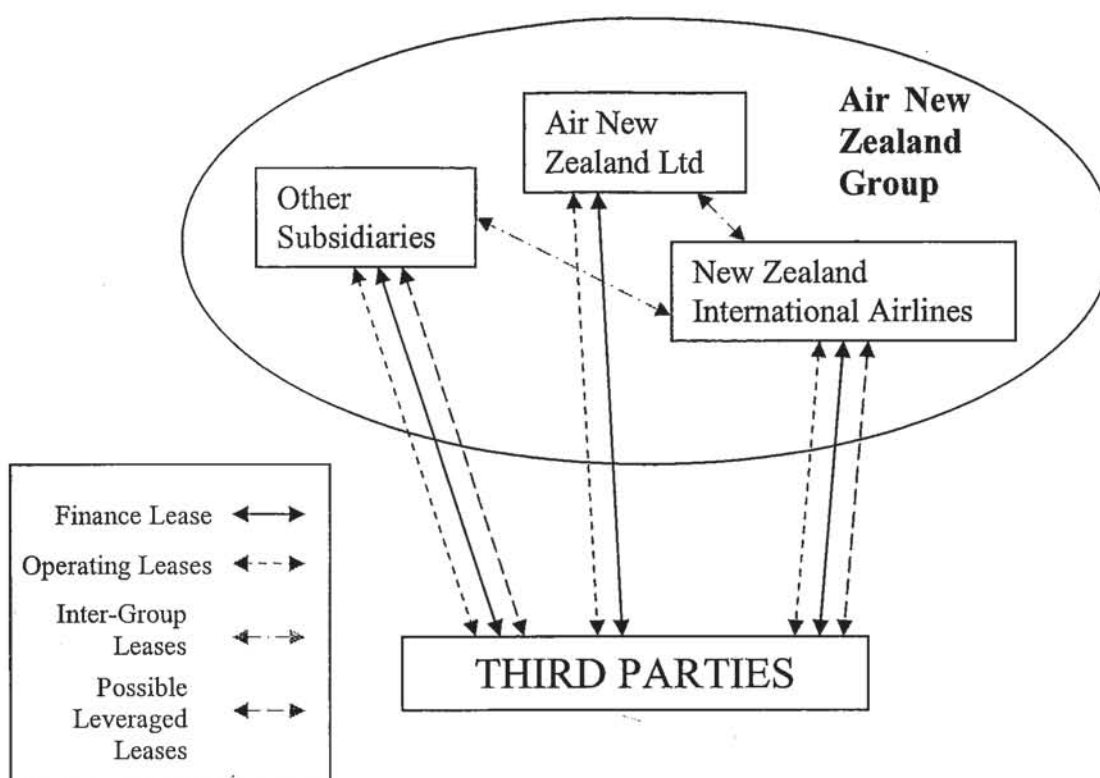 Air New
Zealand
Group
Air New
Zealand Ltd
Other
Subsidiaries
New Zealand
International Airlines
Finance Lease
Operating Leases
Inter-Group
Leases
Possible
Leveraged
Leases
THIRD PARTIES